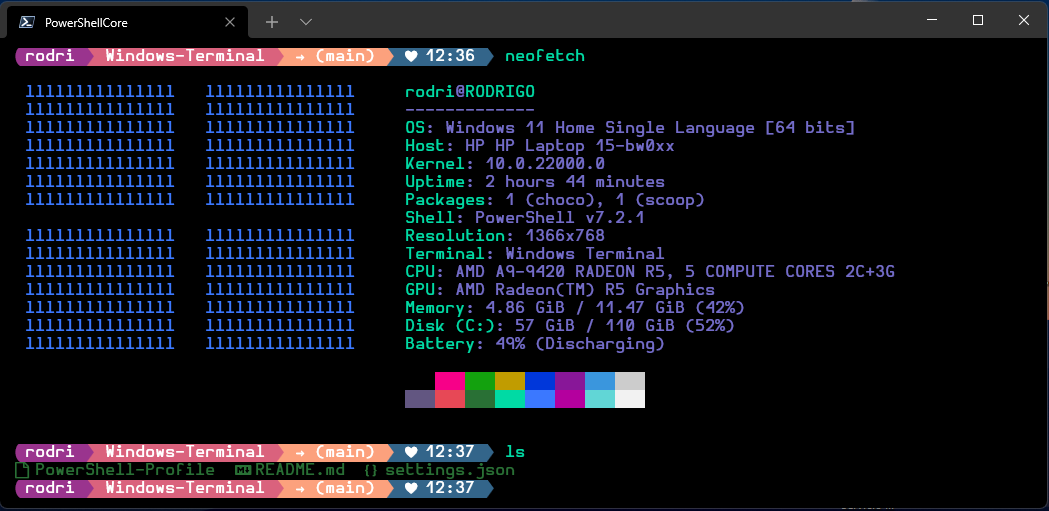 PowerShellCore
rodri Windows-Terminal → (main) ♥ 12:36 neofetch
lllllllllllllll lllllllllllllll rodri@RODRIGO
lllllllllllllll lllllllllllllll -------------
lllllllllllllll lllllllllllllll OS: Windows 11 Home Single Language [64 bits]
lllllllllllllll lllllllllllllll Host: HP HP Laptop 15-bw0xx
lllllllllllllll lllllllllllllll Kernel: 10.0.22000.0
lllllllllllllll lllllllllllllll Uptime: 2 hours 44 minutes
lllllllllllllll lllllllllllllll Packages: 1 (choco), 1 (scoop)
Shell: PowerShell v7.2.1
lllllllllllllll lllllllllllllll Resolution: 1366x768
lllllllllllllll lllllllllllllll Terminal: Windows Terminal
lllllllllllllll lllllllllllllll CPU: AMD A9-9420 RADEON R5, 5 COMPUTE CORES 2C+3G
lllllllllllllll lllllllllllllll GPU: AMD Radeon(TM) R5 Graphics
lllllllllllllll lllllllllllllll Memory: 4.86 GiB / 11.47 GiB (42%)
lllllllllllllll lllllllllllllll Disk (C:): 57 GiB / 110 GiB (52%)
lllllllllllllll lllllllllllllll Battery: 49% (Discharging)
rodri Windows-Terminal → (main) ♥ 12:37 ls
PowerShell-Profile README.md {} settings.json
rodri Windows-Terminal → (main) ♥ 12:37